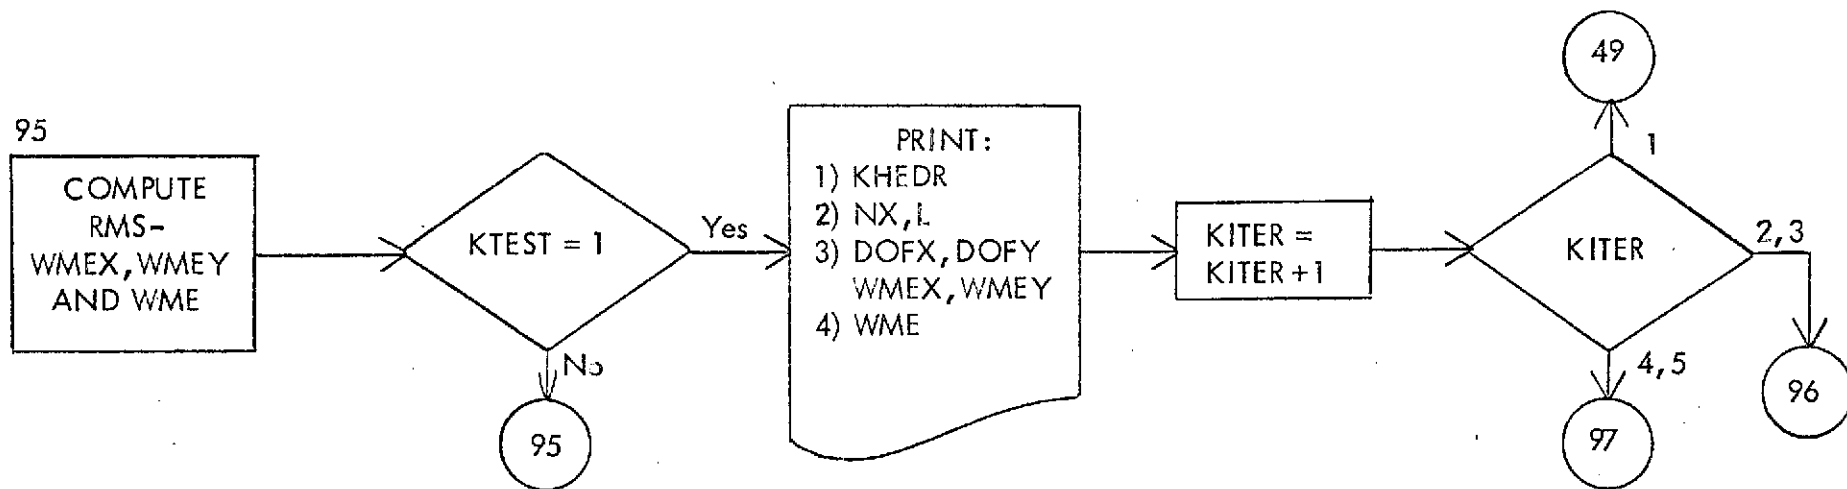 95
COMPUTE
RMS-
WMEX, WMEY
AND WME
KTEST = 1
Yes
No
95
PRINT:
1) KHEDR
2) NX, L
3) DOFX, DOFY
WMEX, WMEY
4) WME
KITER =
KITER+1
KITER
1
49
2,3
96
4,5
97